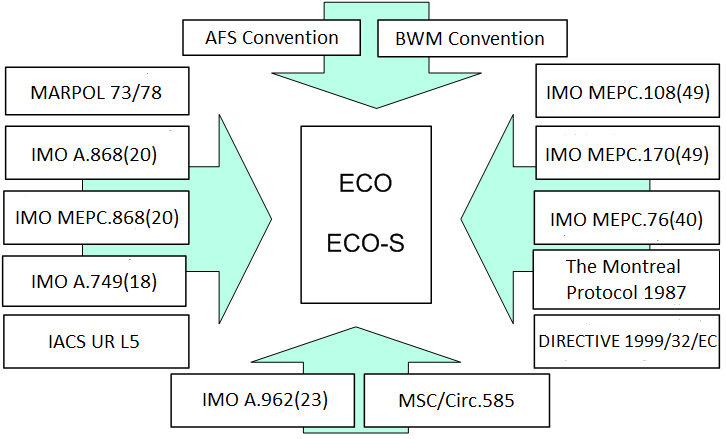 AFS Convention
BWM Convention
MARPOL 73/78
IMO A.868(20)
IMO MEPC.868(20)
IMO A.749(18)
IACS UR L5
ECO
ECO-S
IMO MEPC.108(49)
IMO MEPC.170(49)
IMO MEPC.76(40)
The Montreal
Protocol 1987
DIRECTIVE 1999/32/EC
IMO A.962(23)
MSC/Circ.585